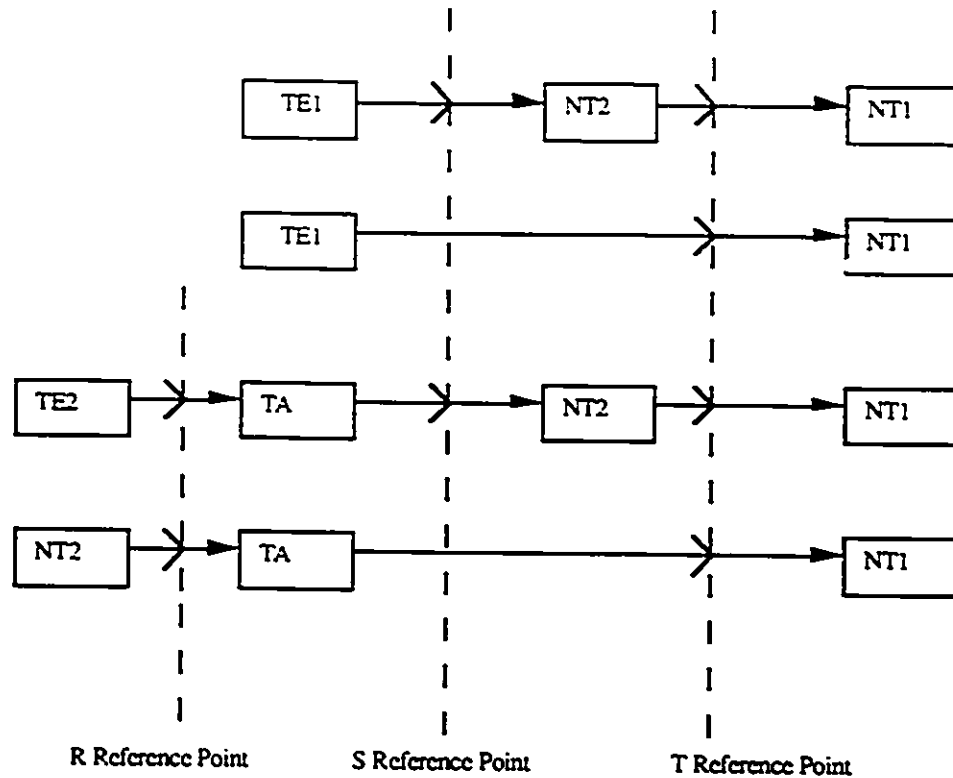 TE1 NT2 NT1
TE1 NT1
TE2 TA NT2 NT1
NT2 TA NT1
R Reference Point S Reference Point T Reference Point